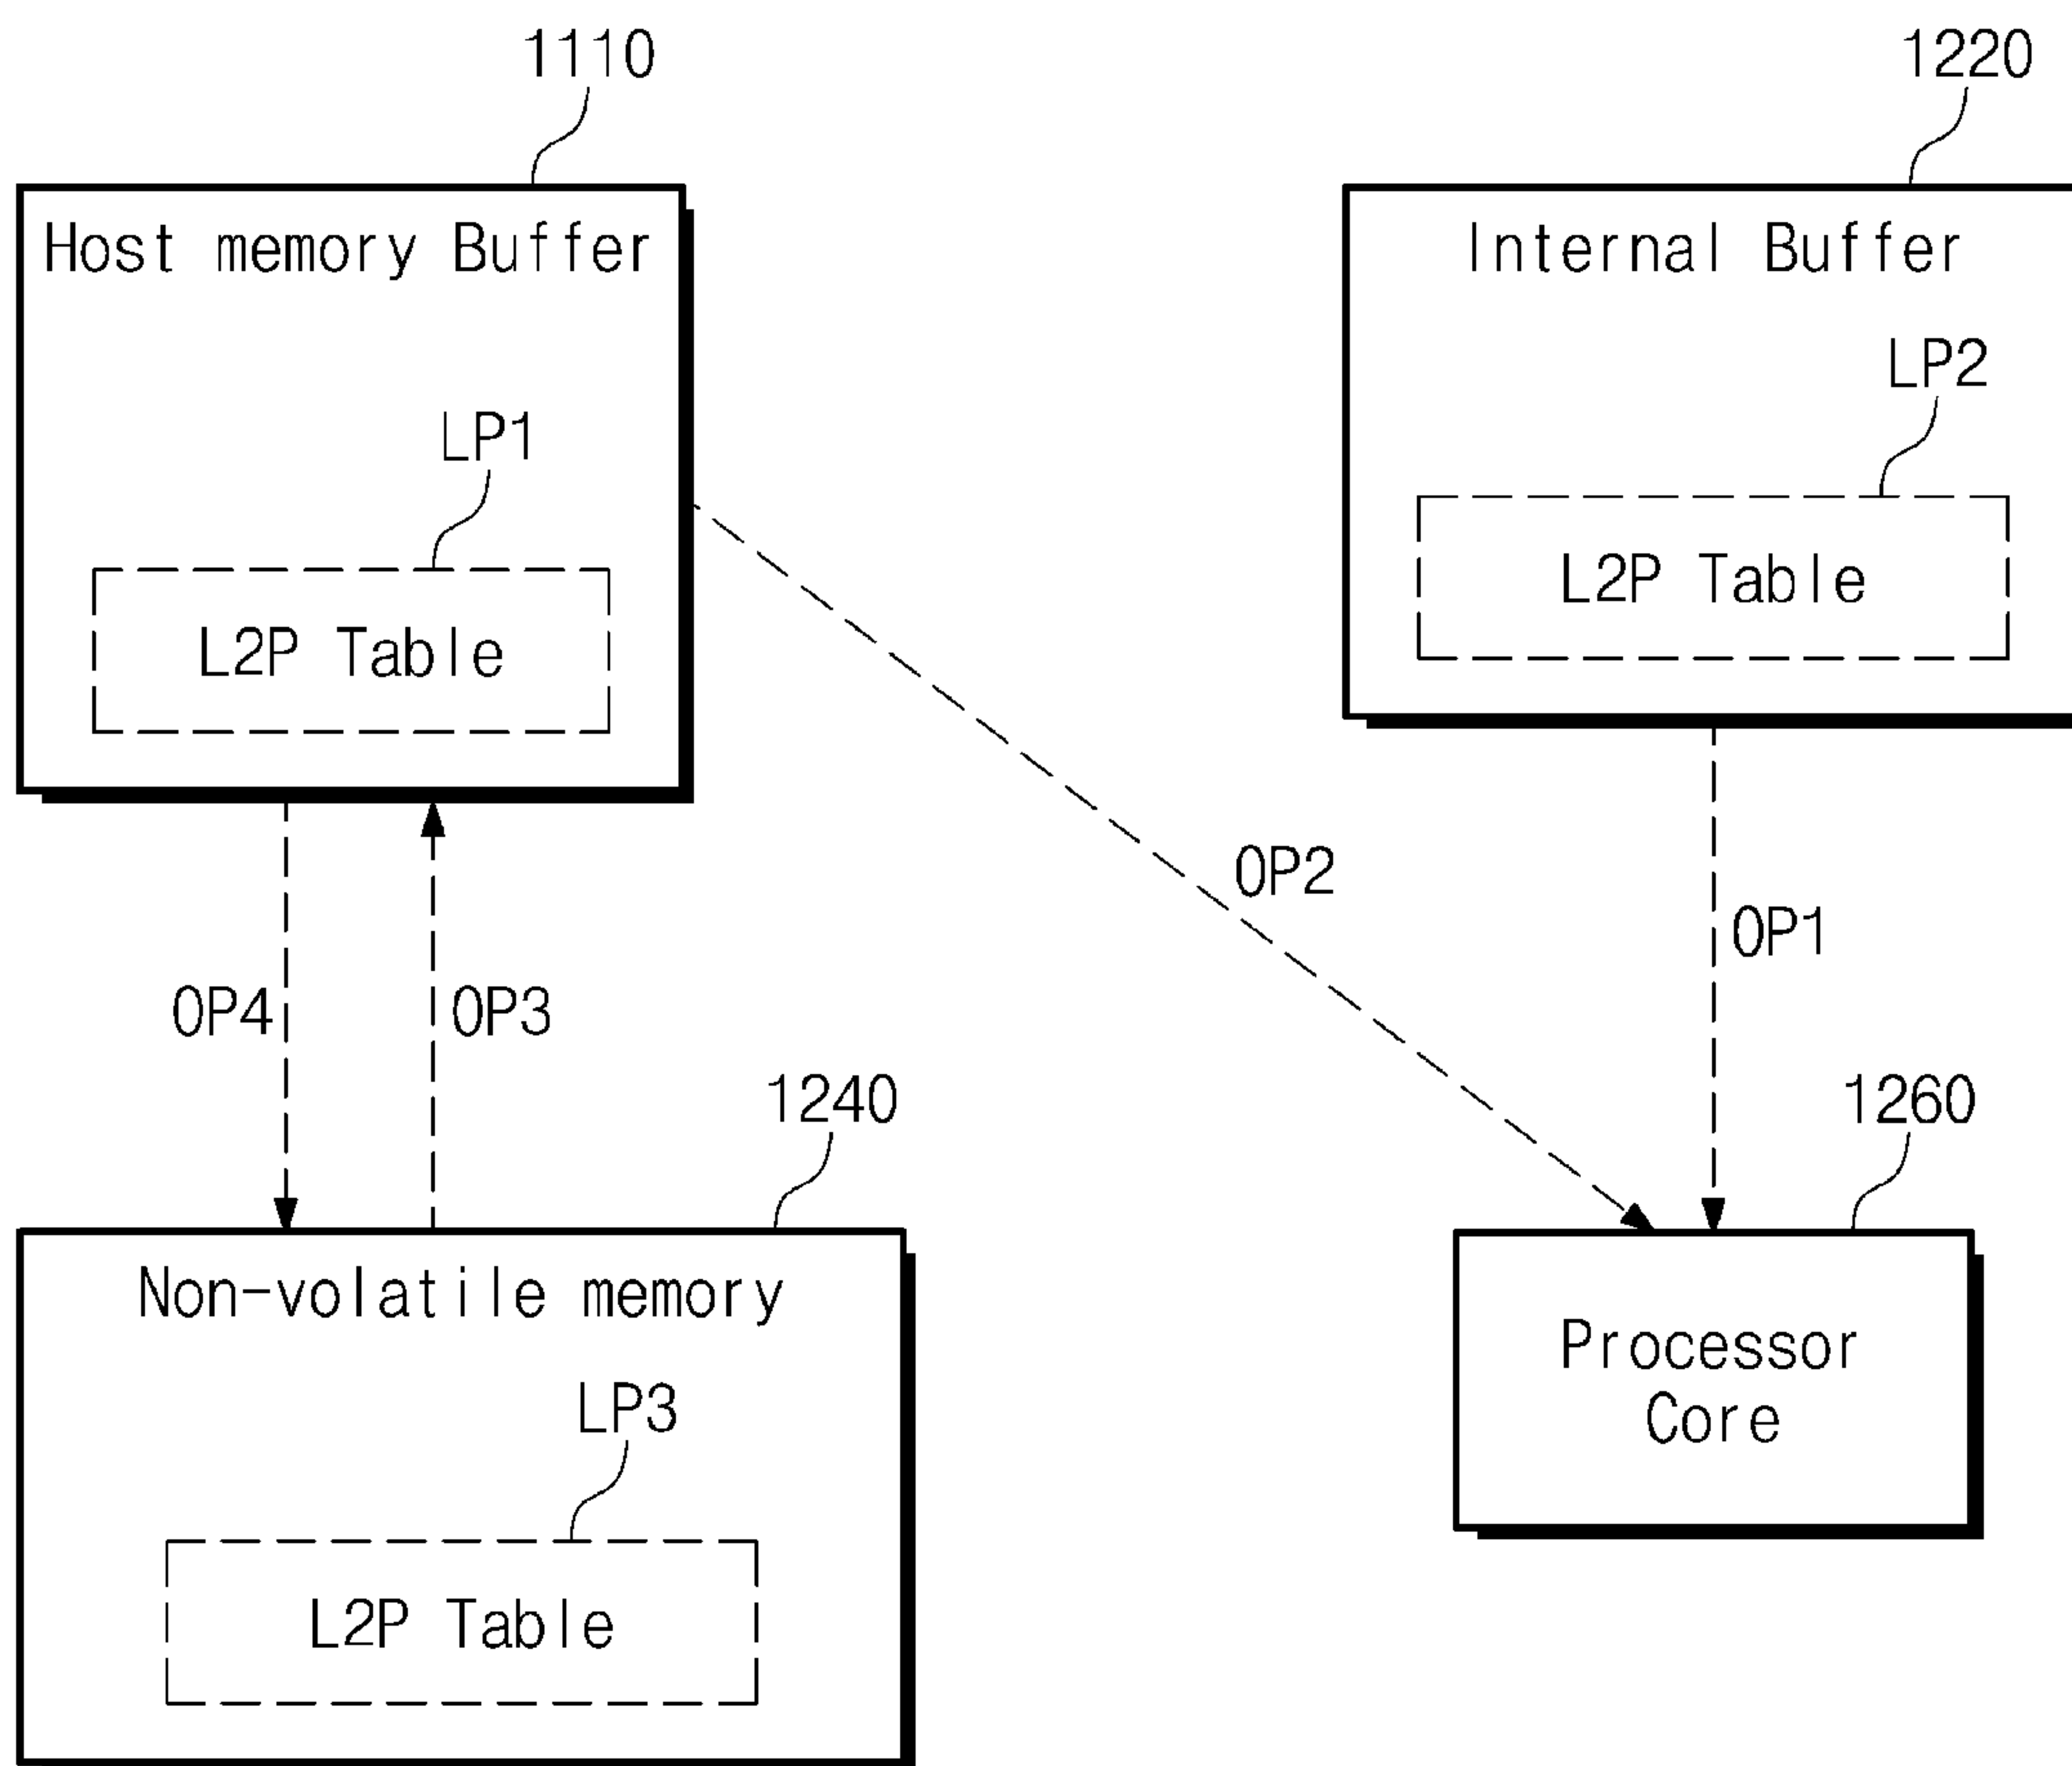 1110
1220
Host memory Buffer
Internal Buffer
LP2
LP1
L2P Table
L2P Table
OP2
OP1
OP4
OP3
1240
1260
Non-volatile memory
Processor
Core
LP3
L2P Table